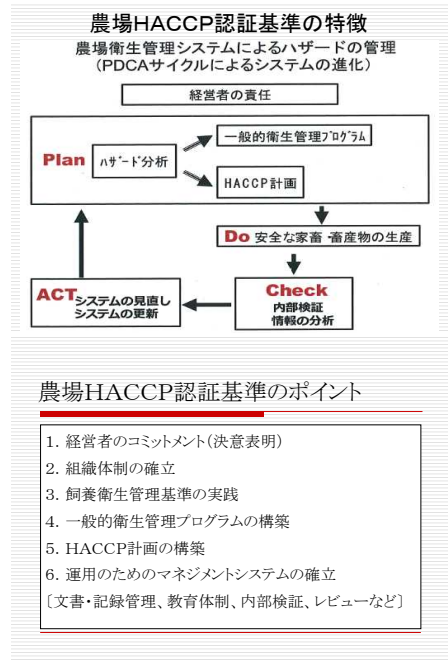 農場HACCP認証基準の特徴
農場衛生管理システムによるハザードの管理
(PDCAサイクルによるシステムの進化)
経営者の責任
Plan
ハザード分析
一般的衛生管理プログラム
HACCP計画
Do 安全な家畜・畜産物の生産
Check
内部検証
情報の分析
ACT システムの見直し
システムの更新
農場HACCP認証基準のポイント
1. 経営者のコミットメント(決意表明)
2. 組織体制の確立
3. 飼養衛生管理基準の実践
4. 一般的衛生管理プログラムの構築
5. HACCP計画の構築
6. 運用のためのマネジメントシステムの確立
〔文書・記録管理、教育体制、内部検証、レビューなど〕